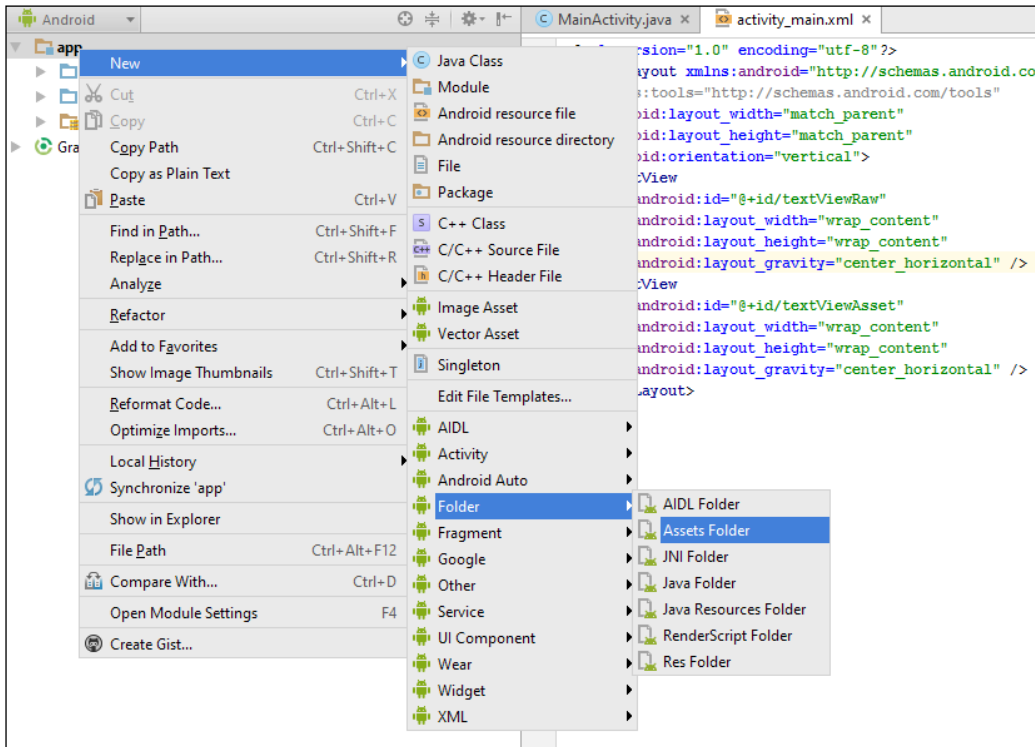 Android
MainActivity.java ×
activity_main.xml ×
app
Gra
New
Cut Ctrl+X
Copy Ctrl+C
Copy Path Ctrl+Shift+C
Copy as Plain Text
Paste Ctrl+V
Find in Path... Ctrl+Shift+F
Replace in Path... Ctrl+Shift+R
Analyze
Refactor
Add to Favorites
Show Image Thumbnails Ctrl+Shift+T
Reformat Code... Ctrl+Alt+L
Optimize Imports... Ctrl+Alt+O
Local History
Synchronize 'app'
Show in Explorer
File Path Ctrl+Alt+F12
Compare With... Ctrl+D
Open Module Settings F4
Create Gist...
Java Class
Module
Android resource file
Android resource directory
File
Package
C++ Class
C/C++ Source File
C/C++ Header File
Image Asset
Vector Asset
Singleton
Edit File Templates...
AIDL
Activity
Android Auto
Folder
Fragment
Google
Other
Service
UI Component
Wear
Widget
XML
AIDL Folder
Assets Folder
JNI Folder
Java Folder
Java Resources Folder
RenderScript Folder
Res Folder
rsion="1.0" encoding="utf-8"?>
ayout xmlns:android="http://schemas.android.co
s:tools="http://schemas.android.com/tools"
oid:layout_width="match_parent"
oid:layout_height="match_parent"
oid:orientation="vertical">
tView
android:id="@+id/textViewRaw"
android:layout_width="wrap_content"
android:layout_height="wrap_content"
android:layout_gravity="center_horizontal" />
tView
android:id="@+id/textViewAsset"
android:layout_width="wrap_content"
android:layout_height="wrap_content"
android:layout_gravity="center_horizontal" />
Layout>